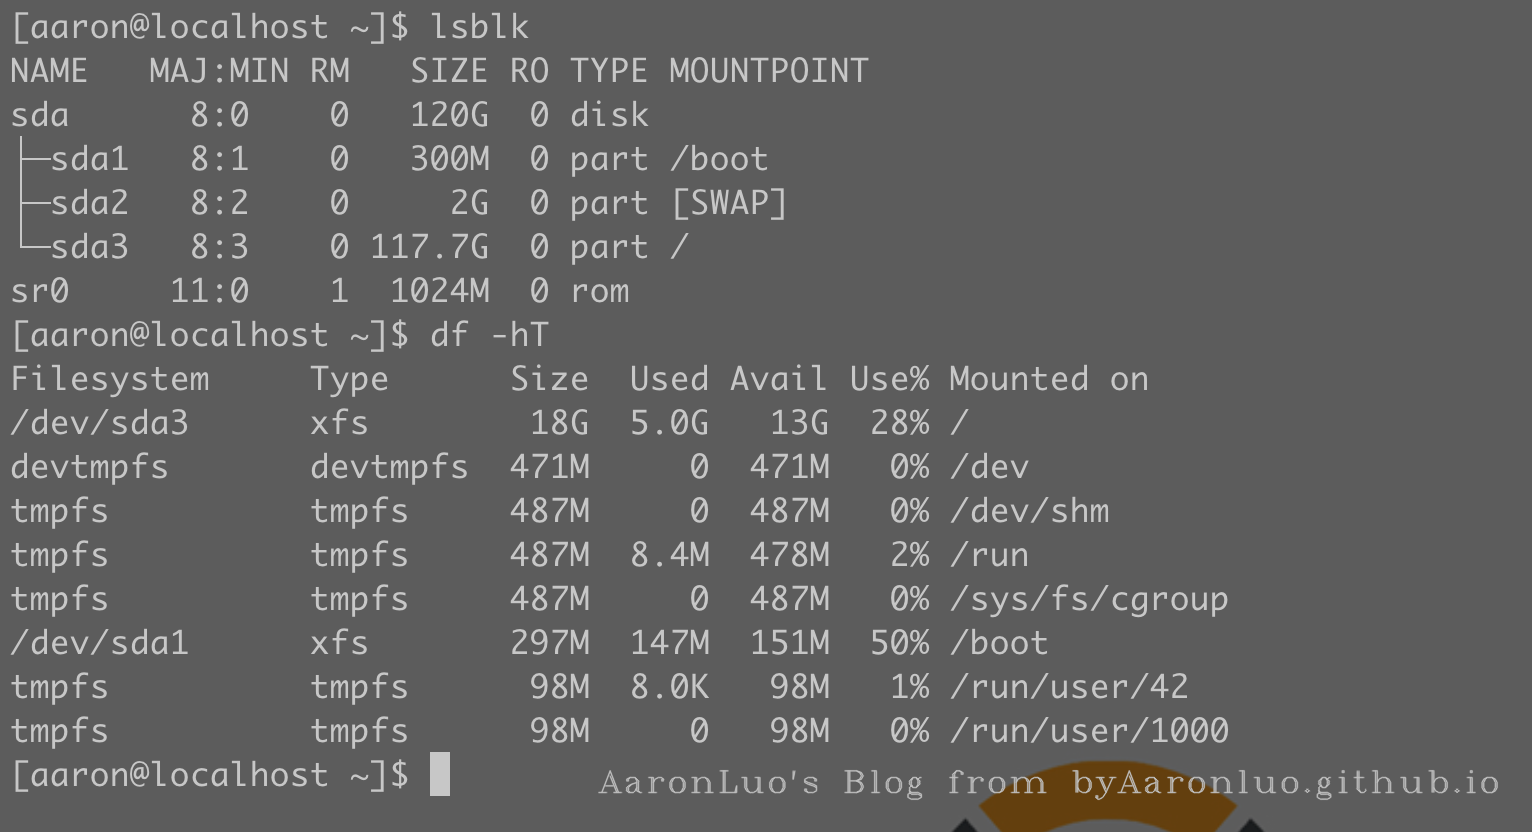 [aaron@localhost ~]$ lsblk
NAME   MAJ:MIN RM   SIZE RO TYPE MOUNTPOINT
sda      8:0    0   120G  0 disk
├─sda1   8:1    0   300M  0 part /boot
├─sda2   8:2    0     2G  0 part [SWAP]
└─sda3   8:3    0 117.7G  0 part /
sr0     11:0    1  1024M  0 rom
[aaron@localhost ~]$ df -hT
Filesystem     Type      Size  Used Avail Use% Mounted on
/dev/sda3      xfs        18G  5.0G   13G  28% /
devtmpfs       devtmpfs  471M     0  471M   0% /dev
tmpfs          tmpfs     487M     0  487M   0% /dev/shm
tmpfs          tmpfs     487M  8.4M  478M   2% /run
tmpfs          tmpfs     487M     0  487M   0% /sys/fs/cgroup
/dev/sda1      xfs       297M  147M  151M  50% /boot
tmpfs          tmpfs      98M  8.0K   98M   1% /run/user/42
tmpfs          tmpfs      98M     0   98M   0% /run/user/1000
[aaron@localhost ~]$
AaronLuo's Blog from byAaronluo.github.io